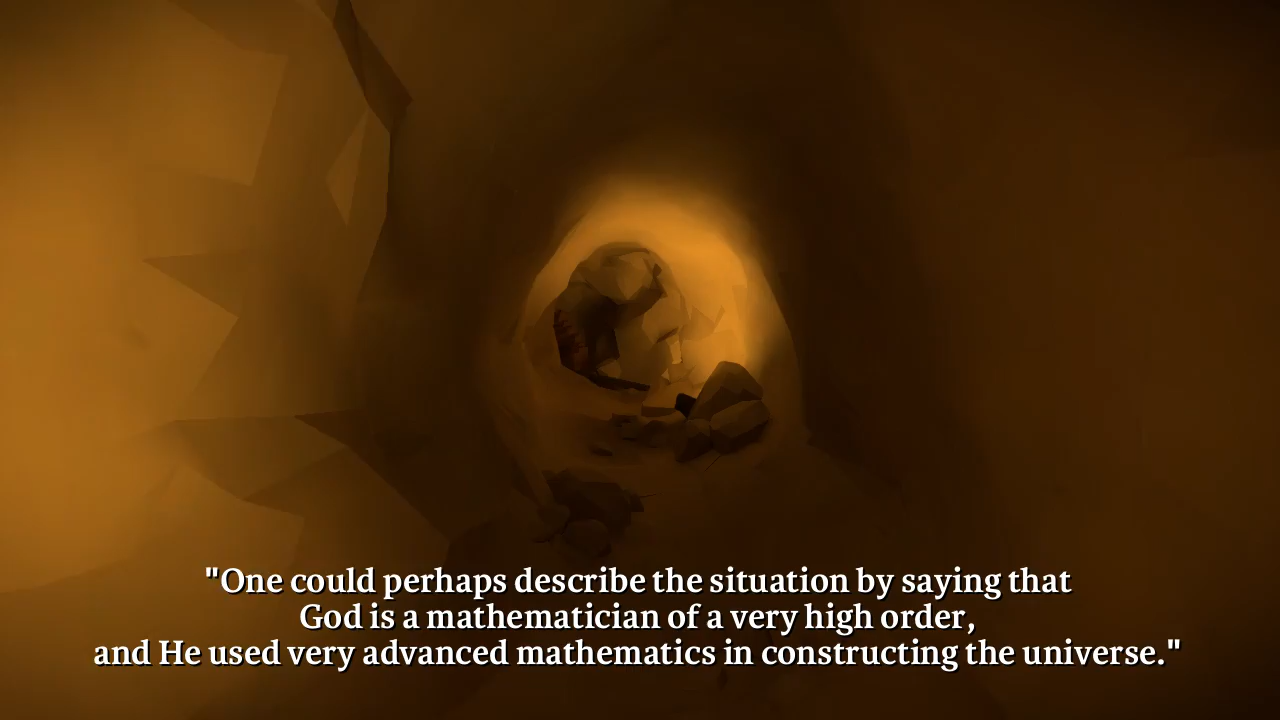 "One could perhaps describe the situation by saying that
God is a mathematician of a very high order,
and He used very advanced mathematics in constructing the universe."